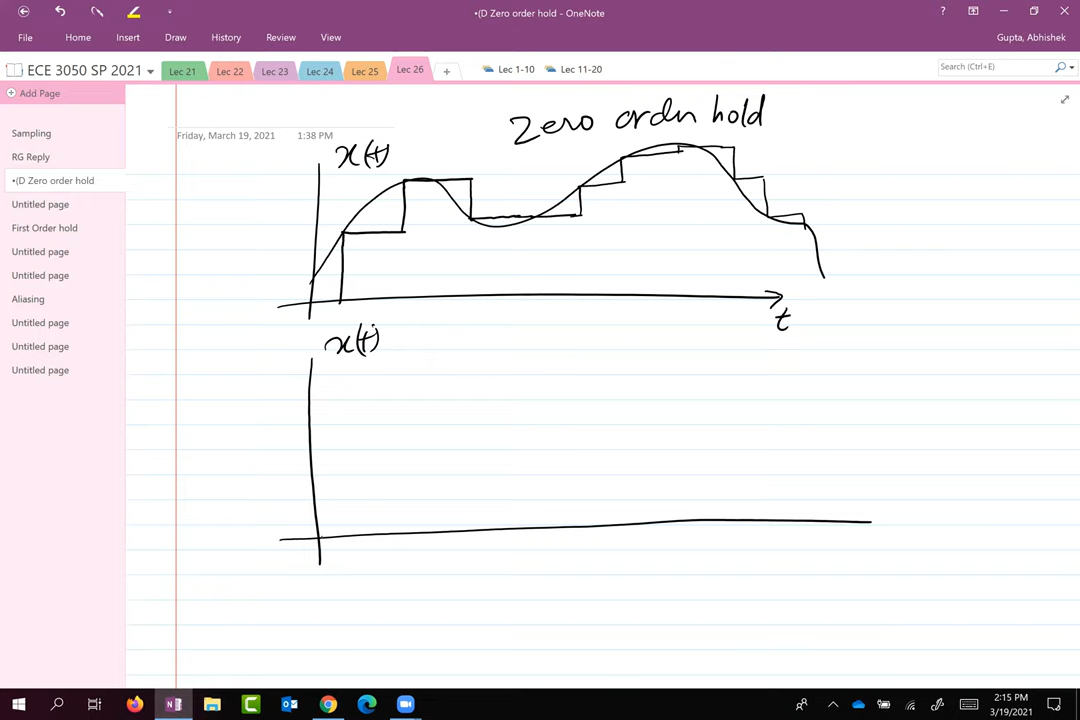 •(D Zero order hold - OneNote
?
File Home Insert Draw History Review View
Gupta, Abhishek
ECE 3050 SP 2021
Lec 21 Lec 22 Lec 23 Lec 24 Lec 25 Lec 26 + Lec 1-10 Lec 11-20
Search (Ctrl+E)
Add Page
Sampling
RG Reply
•(D Zero order hold
Untitled page
First Order hold
Untitled page
Untitled page
Aliasing
Untitled page
Untitled page
Untitled page
Friday, March 19, 2021 1:38 PM
Zero order hold
x(t)
t
x(t)
2:15 PM
3/19/2021